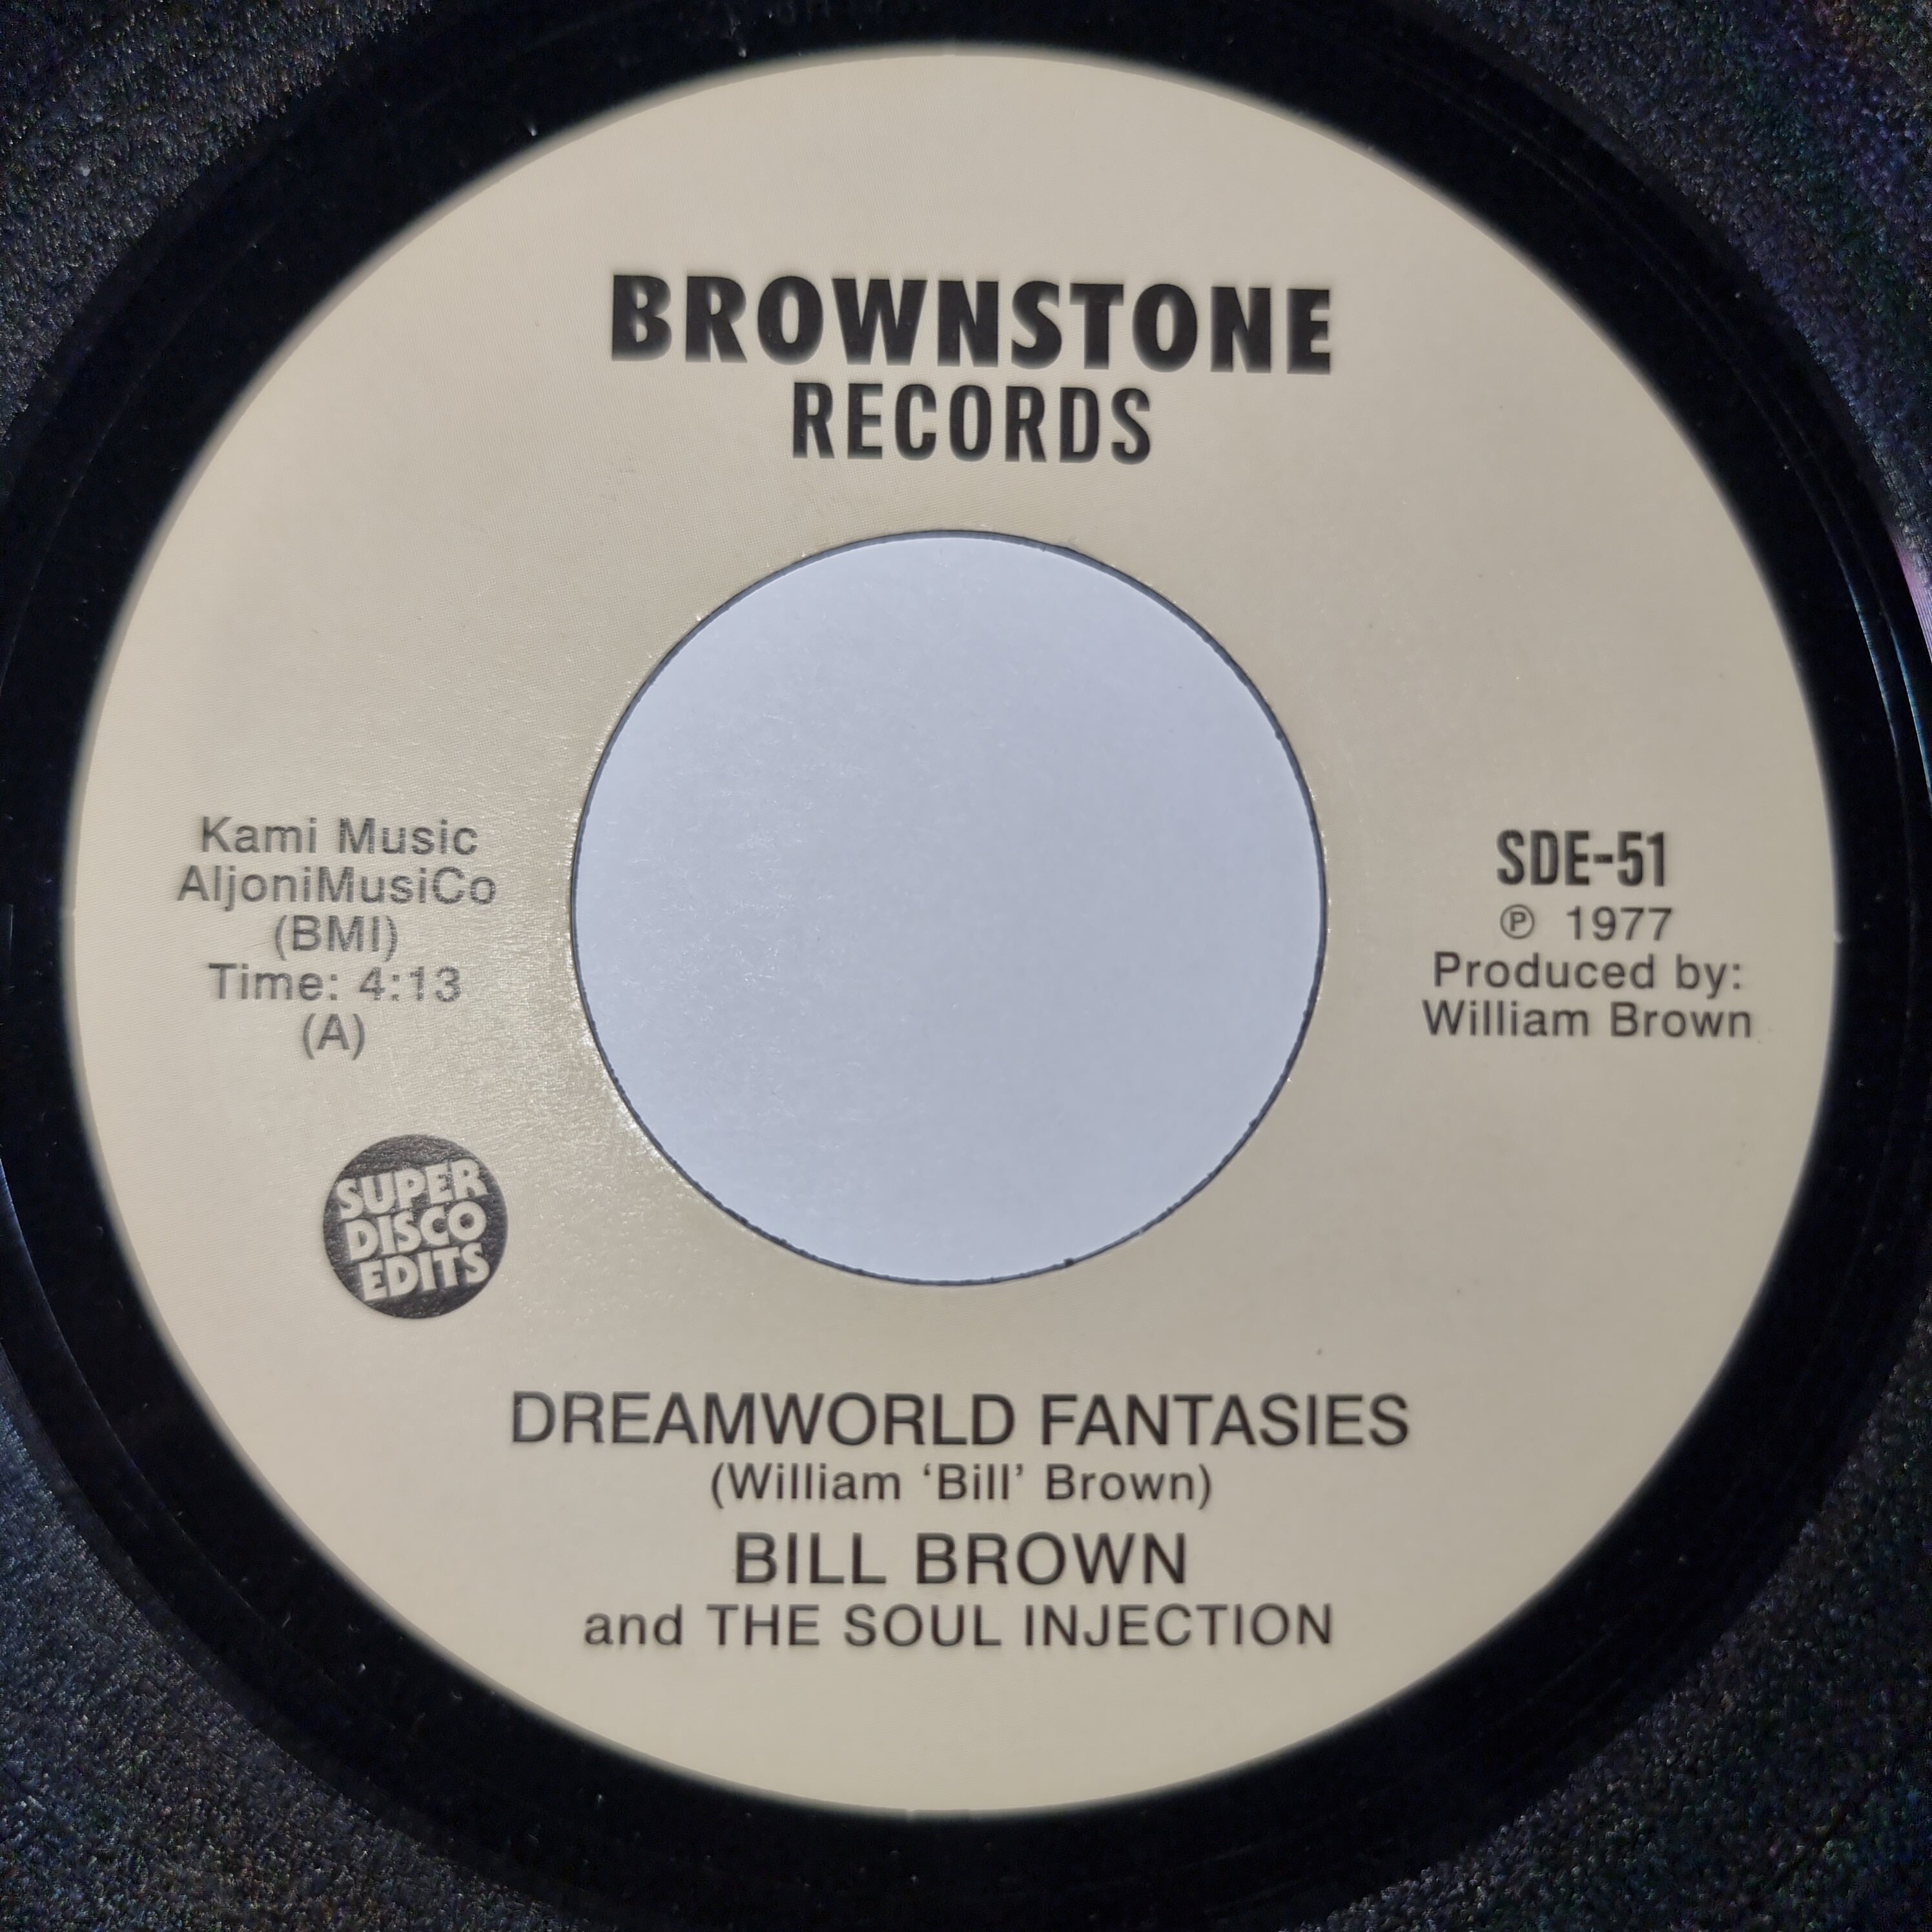 BROWNSTONE
RECORDS
Kami Music
AljoniMusiCo
(BMI)
Time: 4:13
(A)
SDE-51
℗ 1977
Produced by:
William Brown
SUPER
DISCO
EDITS
DREAMWORLD FANTASIES
(William ‘Bill’ Brown)
BILL BROWN
and THE SOUL INJECTION